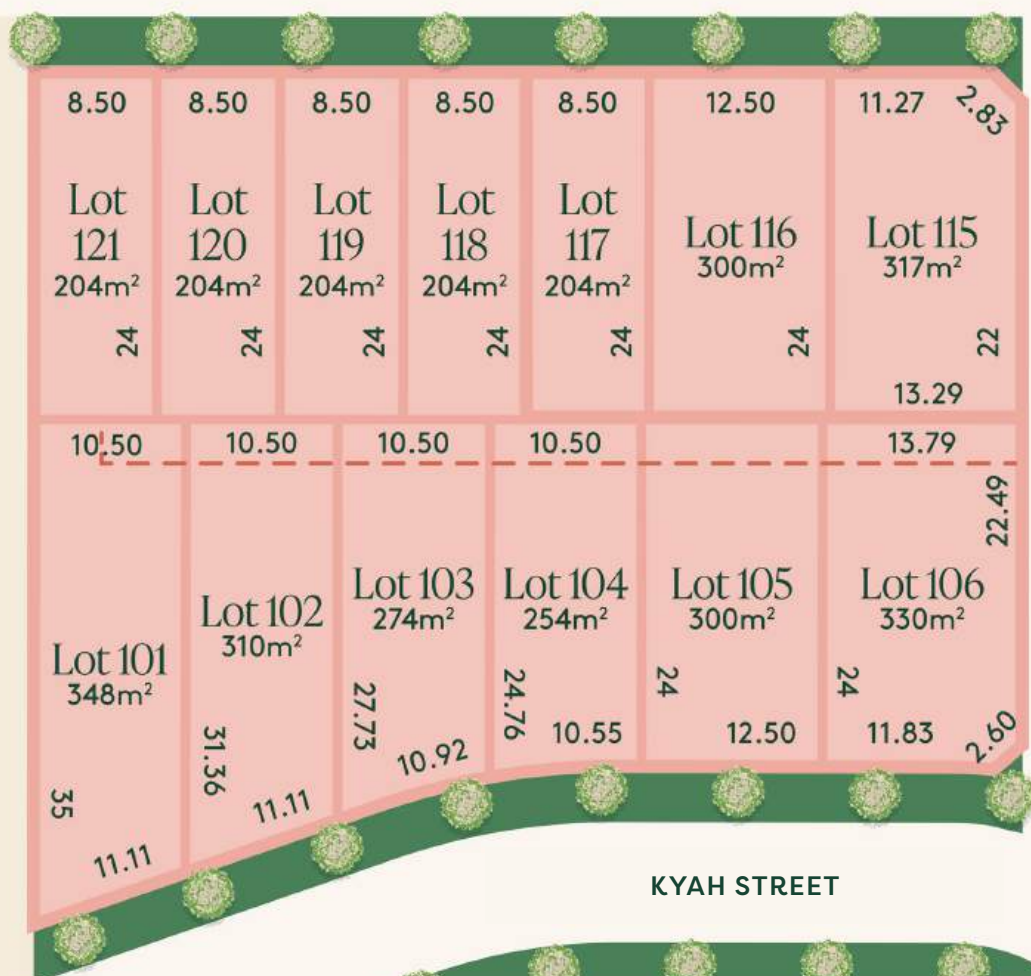 8.50
8.50
8.50
8.50
8.50
12.50
11.27
2.83
Lot
121
204m²
24
Lot
120
204m²
24
Lot
119
204m²
24
Lot
118
204m²
24
Lot
117
204m²
24
Lot 116
300m²
24
Lot 115
317m²
22
13.29
10.50
10.50
10.50
10.50
13.79
22.49
Lot 101
348m²
35
11.11
Lot 102
310m²
31.36
11.11
Lot 103
274m²
27.73
10.92
Lot 104
254m²
24.76
10.55
Lot 105
300m²
24
12.50
Lot 106
330m²
24
11.83
2.60
KYAH STREET